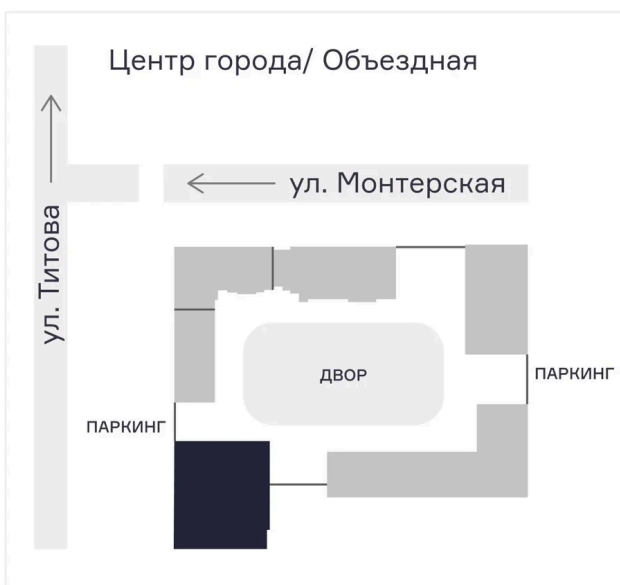 Центр города/ Объездная
ул. Монтерская
ул. Титова
ДВОР
ПАРКИНГ
ПАРКИНГ